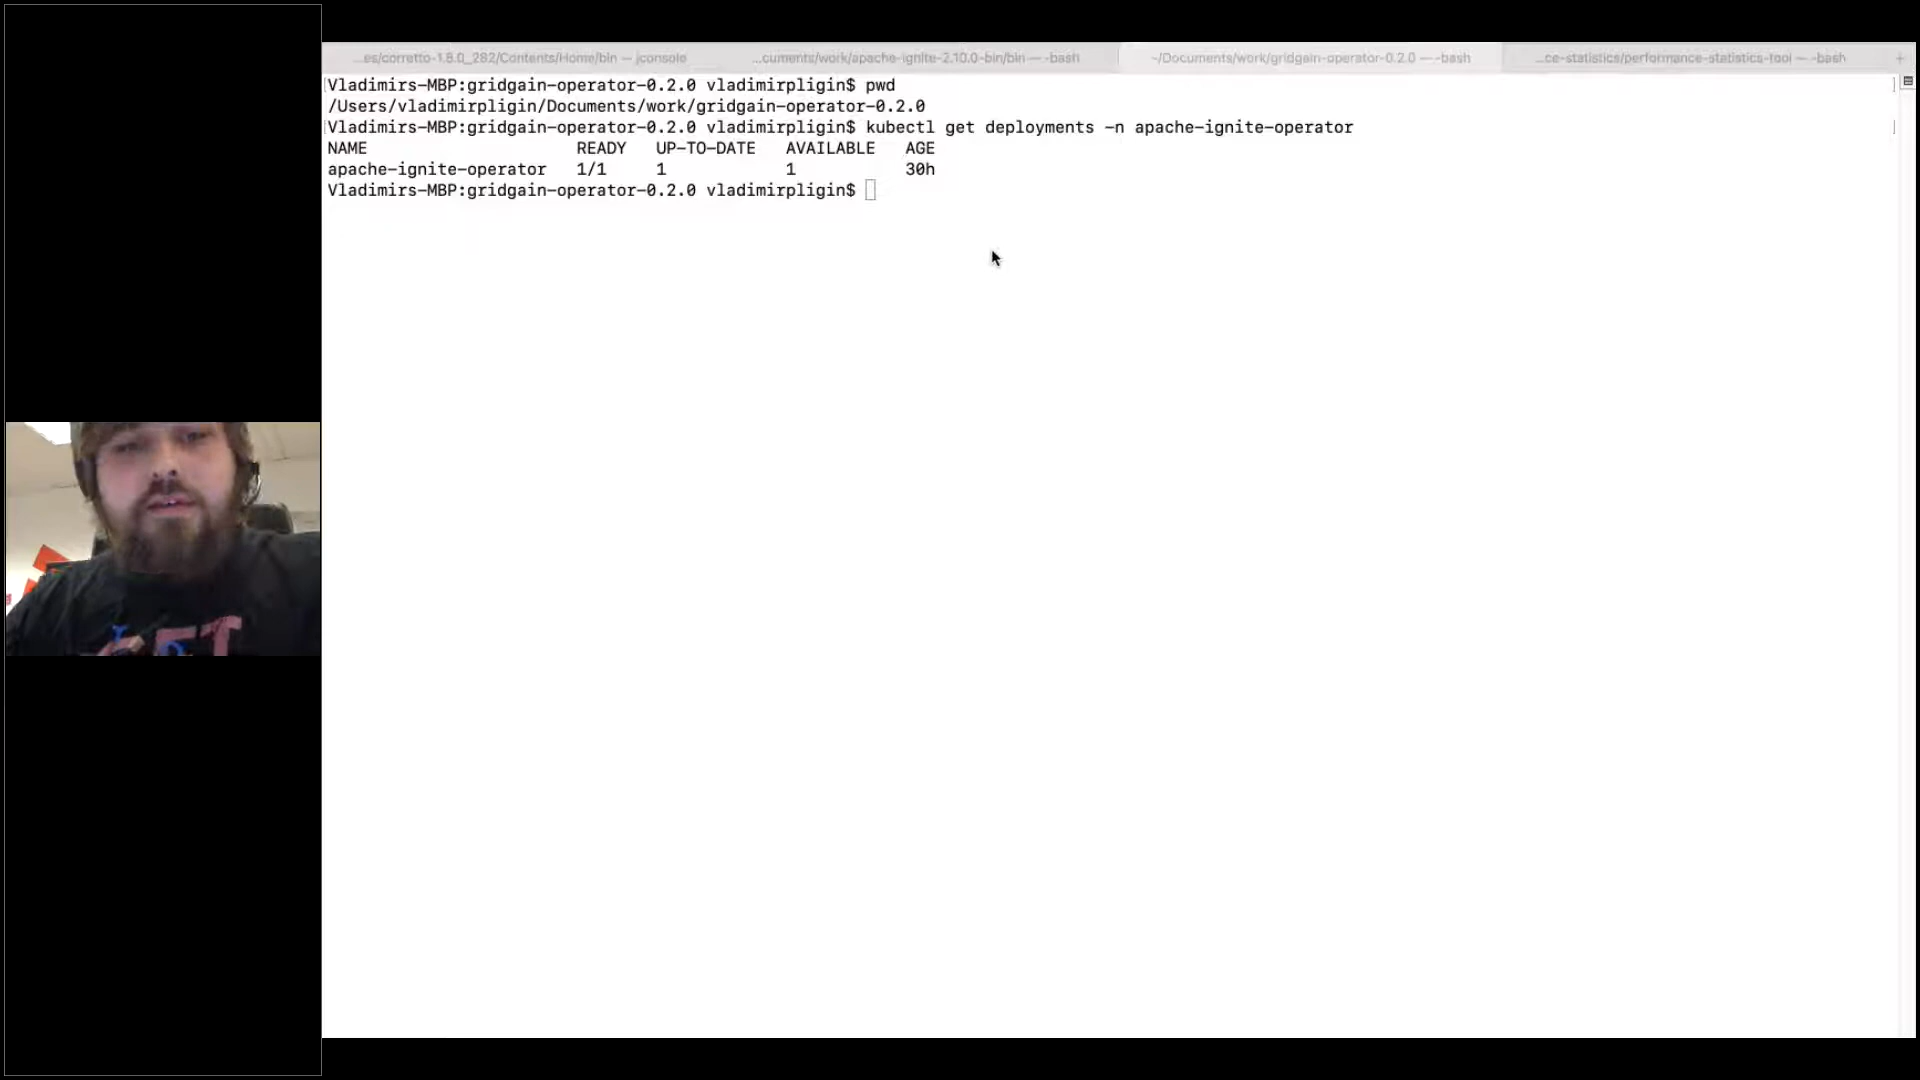 ...es/corretto-1.8.0_282/Contents/Home/bin — jconsole
...cuments/work/apache-ignite-2.10.0-bin/bin — -bash
~/Documents/work/gridgain-operator-0.2.0 — -bash
...ce-statistics/performance-statistics-tool — -bash
+
Vladimirs-MBP:gridgain-operator-0.2.0 vladimirpligin$ pwd
/Users/vladimirpligin/Documents/work/gridgain-operator-0.2.0
Vladimirs-MBP:gridgain-operator-0.2.0 vladimirpligin$ kubectl get deployments -n apache-ignite-operator
NAME READY UP-TO-DATE AVAILABLE AGE
apache-ignite-operator 1/1 1 1 30h
Vladimirs-MBP:gridgain-operator-0.2.0 vladimirpligin$